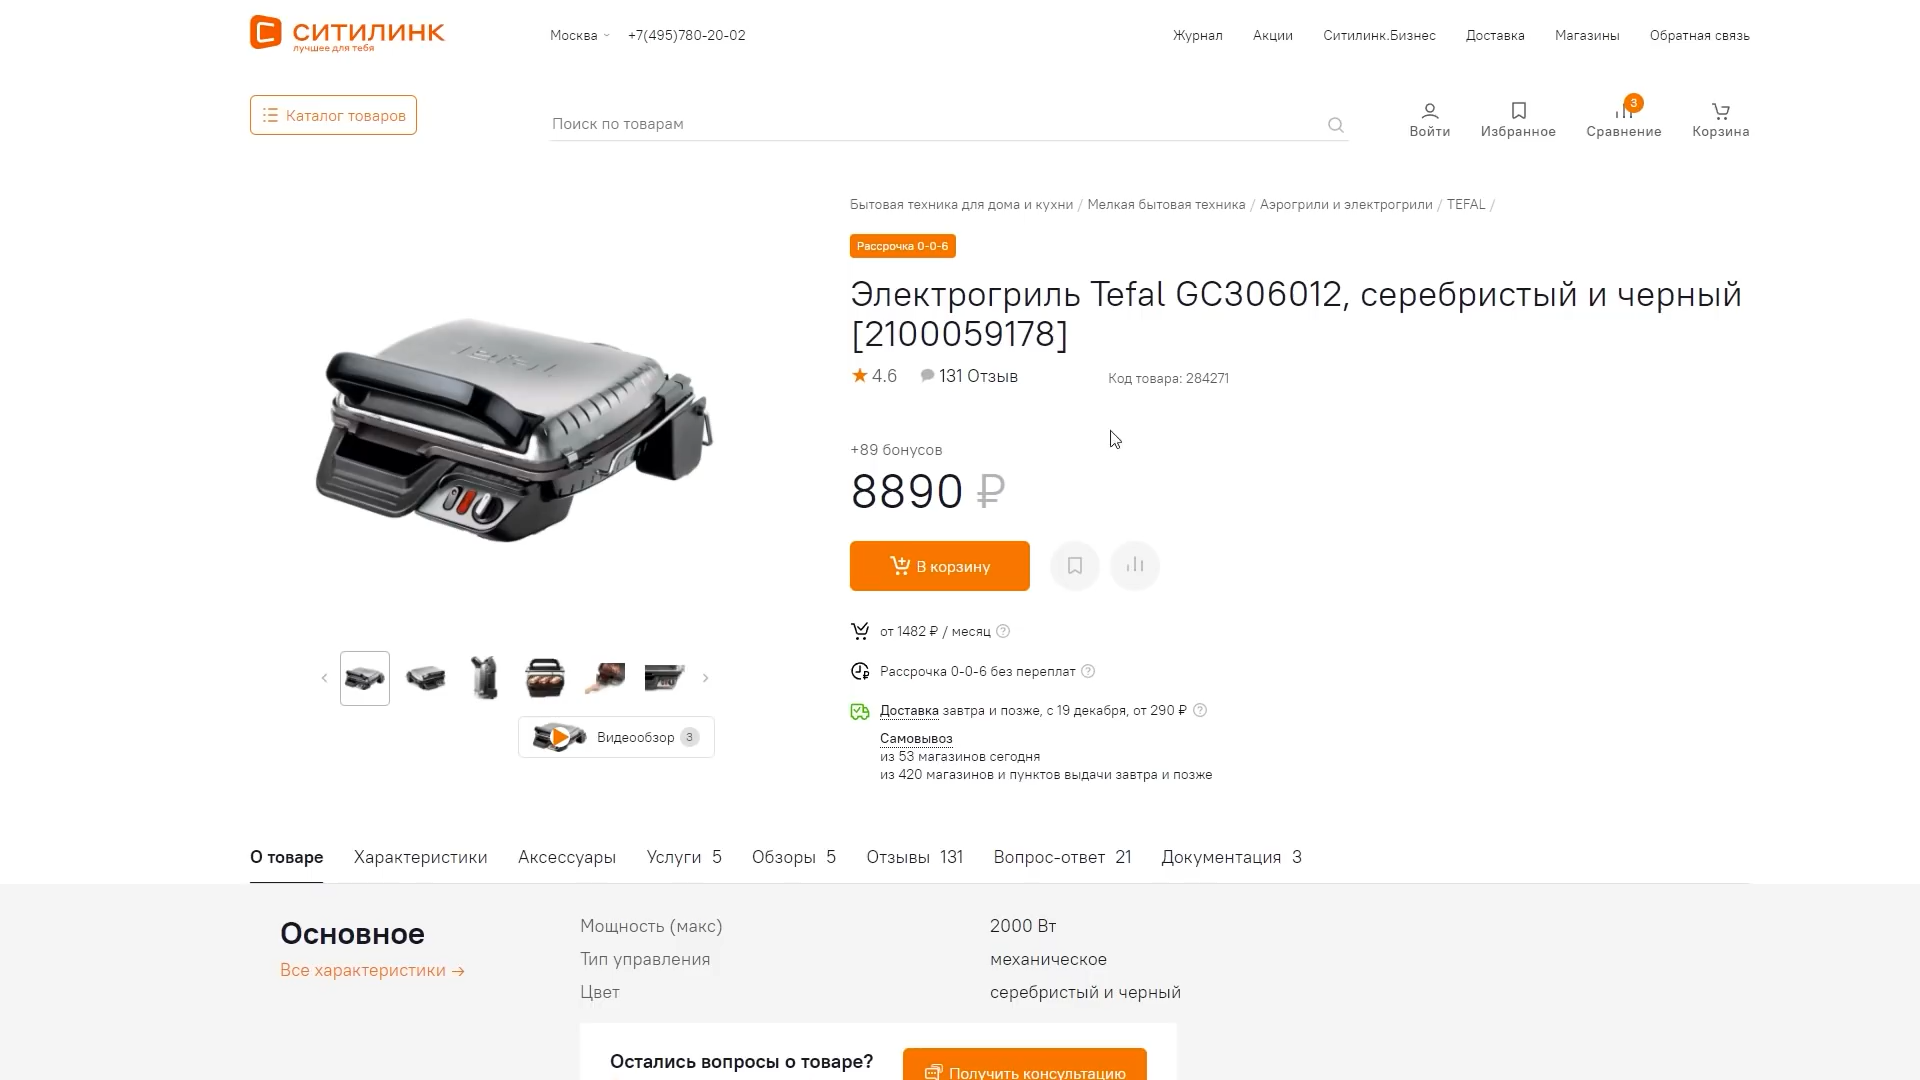 СИТИЛИНК
лучшее для тебя
Москва
+7(495)780-20-02
Журнал
Акции
Ситилинк.Бизнес
Доставка
Магазины
Обратная связь
Каталог товаров
Поиск по товарам
Войти
Избранное
3
Сравнение
Корзина
Бытовая техника для дома и кухни / Мелкая бытовая техника / Аэрогрили и электрогрили / TEFAL /
Рассрочка 0-0-6
Электрогриль Tefal GC306012, серебристый и черный
[2100059178]
4.6
131 Отзыв
Код товара: 284271
Tefal
+89 бонусов
8890 ₽
В корзину
от 1482 ₽ / месяц
Рассрочка 0-0-6 без переплат
Доставка завтра и позже, с 19 декабря, от 290 ₽
Самовывоз
из 53 магазинов сегодня
из 420 магазинов и пунктов выдачи завтра и позже
Видеообзор 3
О товаре
Характеристики
Аксессуары
Услуги 5
Обзоры 5
Отзывы 131
Вопрос-ответ 21
Документация 3
Основное
Все характеристики →
Мощность (макс) 2000 Вт
Тип управления механическое
Цвет серебристый и черный
Остались вопросы о товаре?
Получить консультацию